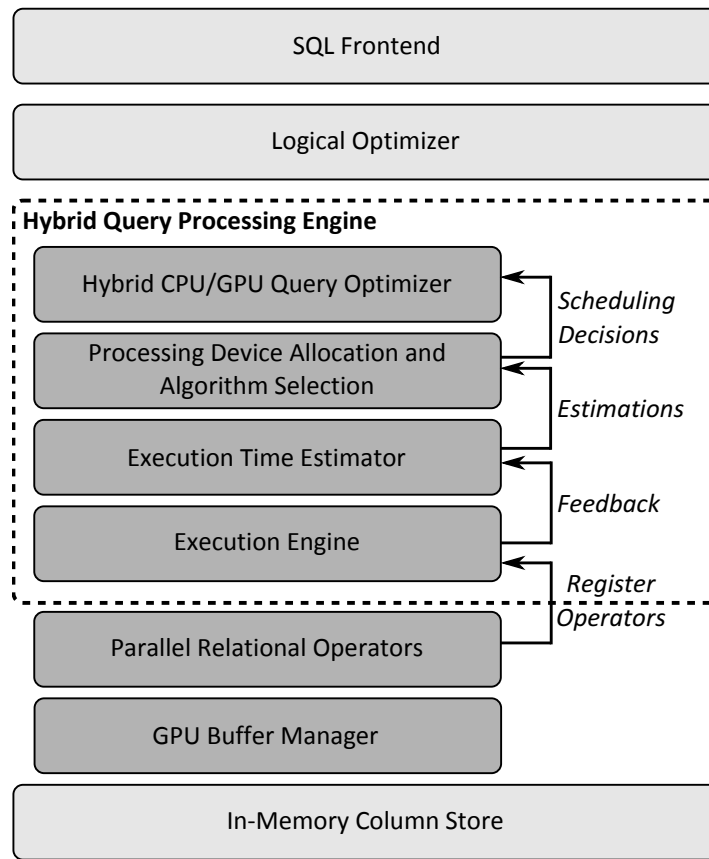 SQL Frontend
Logical Optimizer
Hybrid Query Processing Engine
Hybrid CPU/GPU Query Optimizer
Scheduling
Decisions
Processing Device Allocation and
Algorithm Selection
Estimations
Execution Time Estimator
Feedback
Execution Engine
Register
Operators
Parallel Relational Operators
GPU Buffer Manager
In-Memory Column Store